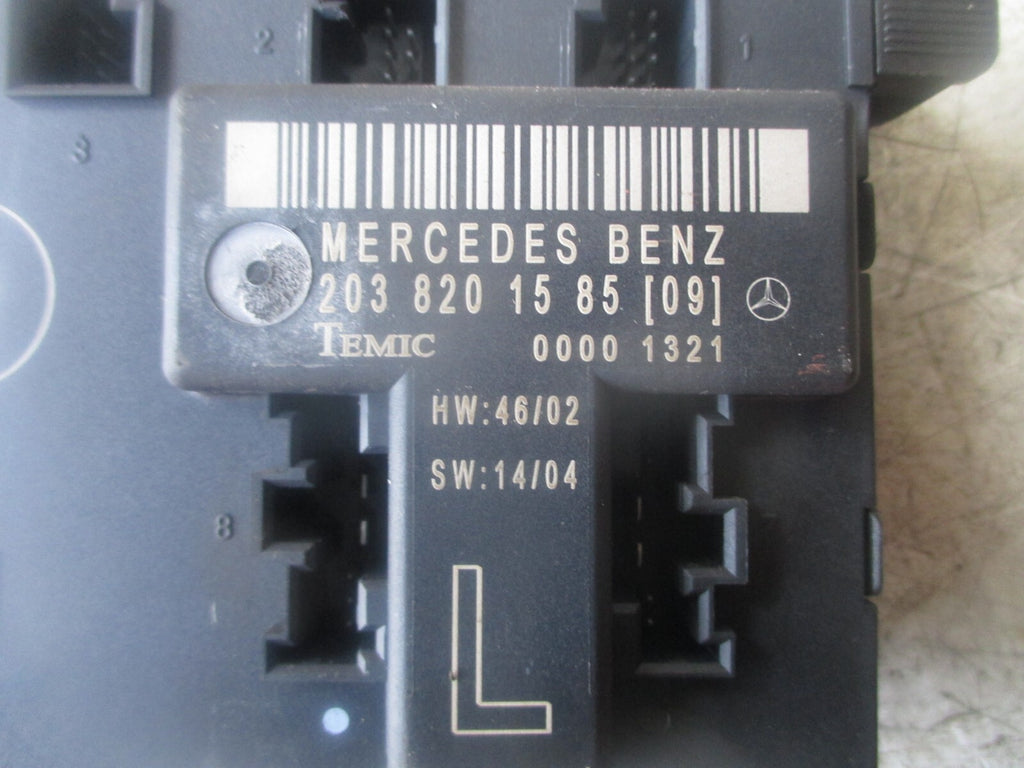 2
1
3
MERCEDES BENZ
203 820 15 85 [09]
TEMIC 0000 1321
HW:46/02
SW:14/04
8
L